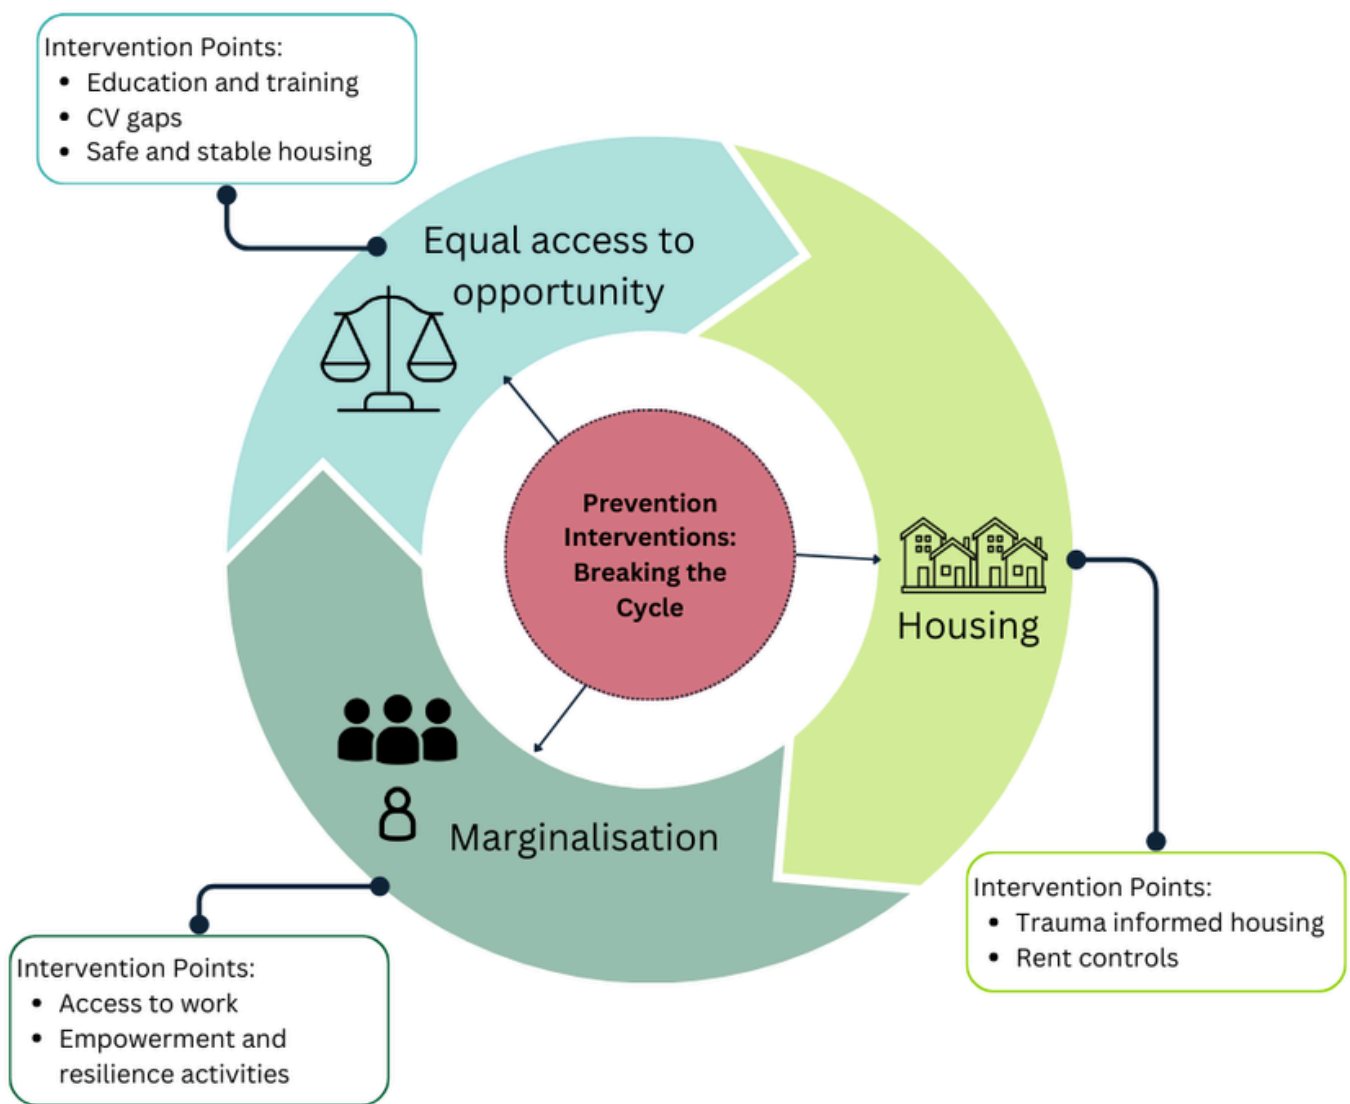 Intervention Points:
• Education and training
• CV gaps
• Safe and stable housing
Equal access to
opportunity
Prevention
Interventions:
Breaking the
Cycle
Housing
Marginalisation
Intervention Points:
• Trauma informed housing
• Rent controls
Intervention Points:
• Access to work
• Empowerment and
resilience activities